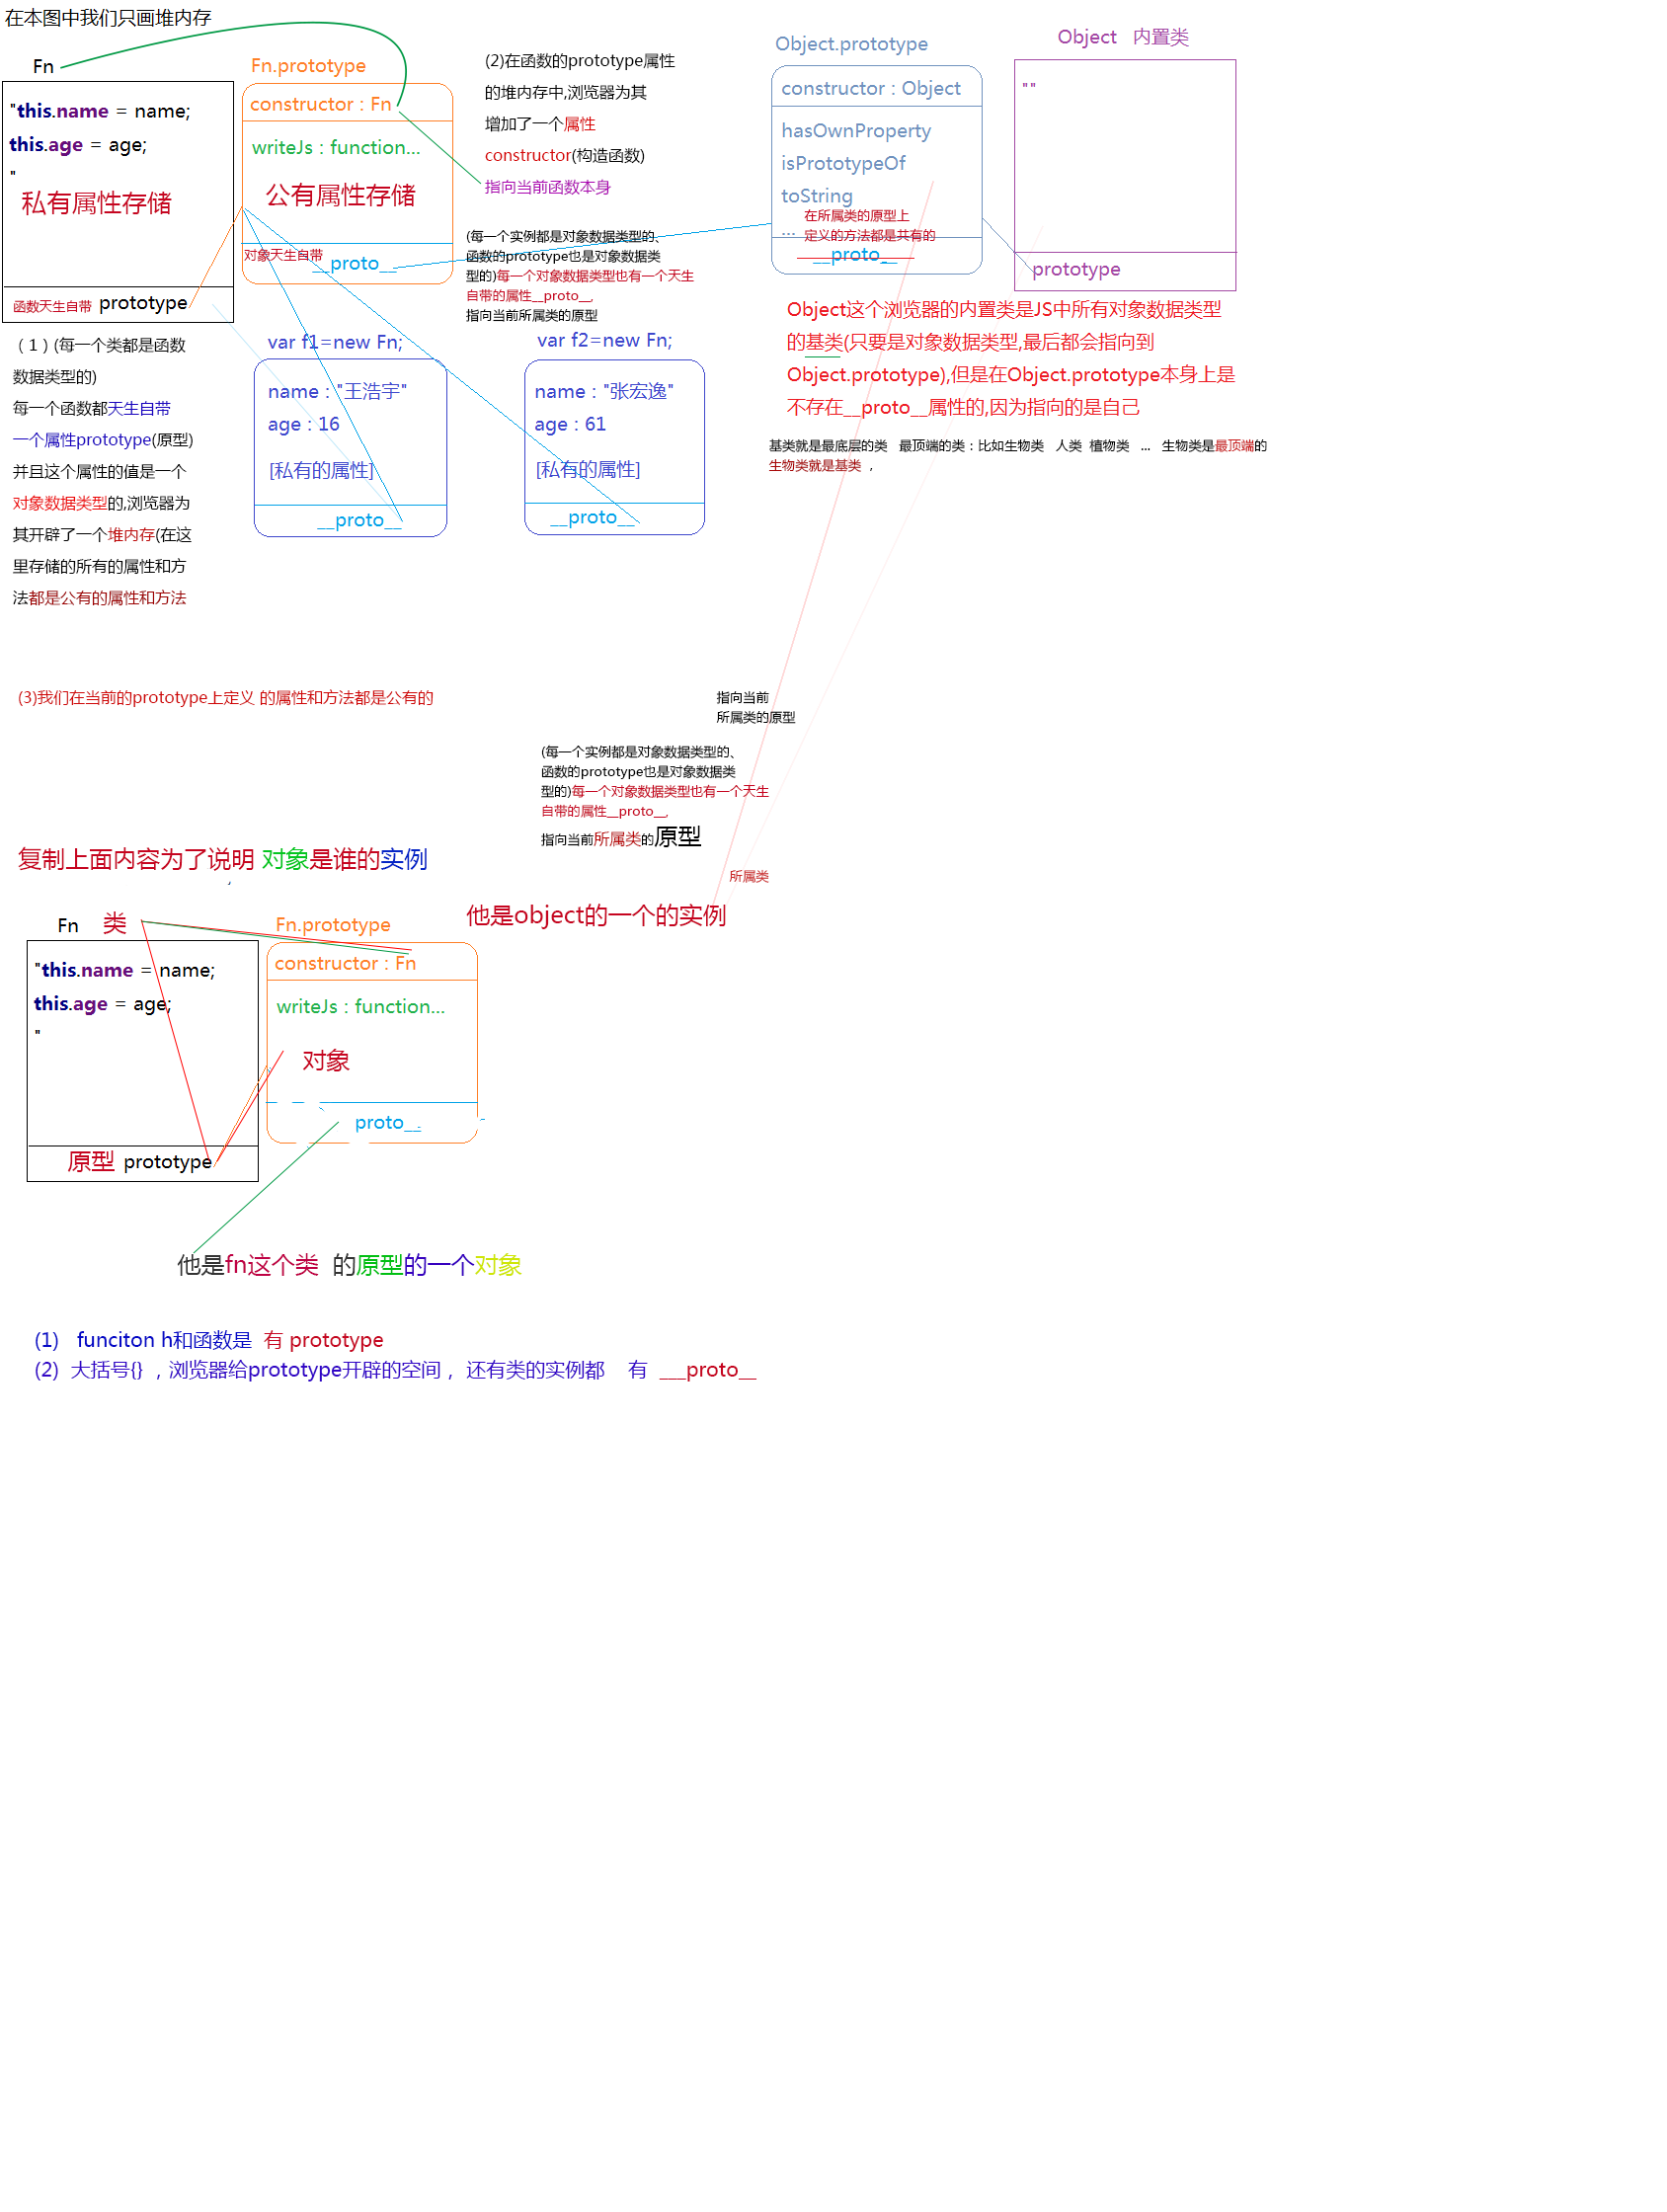 在本图中我们只画堆内存
Fn
"this.name = name;
this.age = age;
"
私有属性存储
函数天生自带 prototype
Fn.prototype
constructor : Fn
writeJs : function...
公有属性存储
对象天生自带
__proto__
(2)在函数的prototype属性
的堆内存中,浏览器为其
增加了一个属性
constructor(构造函数)
指向当前函数本身
(每一个实例都是对象数据类型的、
函数的prototype也是对象数据类
型的)每一个对象数据类型也有一个天生
自带的属性__proto__,
指向当前所属类的原型
Object.prototype
constructor : Object
hasOwnProperty
isPrototypeOf
toString
...
在所属类的原型上
定义的方法都是共有的
__proto__
Object 内置类
""
prototype
Object这个浏览器的内置类是JS中所有对象数据类型
的基类(只要是对象数据类型,最后都会指向到
Object.prototype),但是在Object.prototype本身上是
不存在__proto__属性的,因为指向的是自己
基类就是最底层的类 最顶端的类：比如生物类 人类 植物类 ... 生物类是最顶端的
生物类就是基类 ,
（1）(每一个类都是函数
数据类型的)
每一个函数都天生自带
一个属性prototype(原型)
并且这个属性的值是一个
对象数据类型的,浏览器为
其开辟了一个堆内存(在这
里存储的所有的属性和方
法都是公有的属性和方法
var f1=new Fn;
name : "王浩宇"
age : 16
[私有的属性]
__proto__
var f2=new Fn;
name : "张宏逸"
age : 61
[私有的属性]
__proto__
(3)我们在当前的prototype上定义 的属性和方法都是公有的
指向当前
所属类的原型
(每一个实例都是对象数据类型的、
函数的prototype也是对象数据类
型的)每一个对象数据类型也有一个天生
自带的属性__proto__,
指向当前所属类的原型
所属类
他是object的一个的实例
复制上面内容为了说明 对象是谁的实例
,
Fn 类
"this.name = name;
this.age = age;
"
原型 prototype
Fn.prototype
constructor : Fn
writeJs : function...
对象
proto__
他是fn这个类 的原型的一个对象
(1) funciton h和函数是 有 prototype
(2) 大括号{} ，浏览器给prototype开辟的空间， 还有类的实例都 有 ___proto__